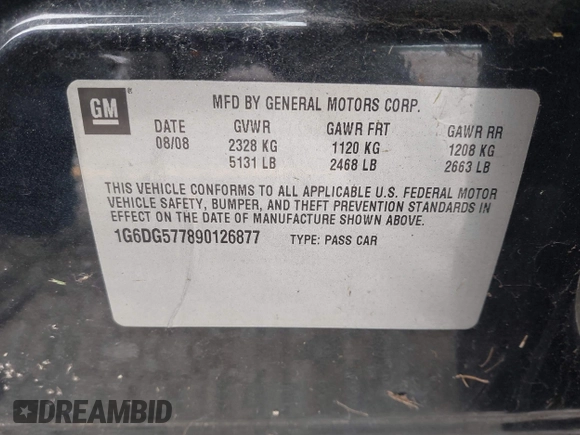 GM ®
MFD BY GENERAL MOTORS CORP.
DATE GVWR GAWR FRT GAWR RR
08/08 2328 KG 1120 KG 1208 KG
5131 LB 2468 LB 2663 LB
THIS VEHICLE CONFORMS TO ALL APPLICABLE U.S. FEDERAL MOTOR
VEHICLE SAFETY, BUMPER, AND THEFT PREVENTION STANDARDS IN
EFFECT ON THE DATE OF MANUFACTURE SHOWN ABOVE.
1G6DG577890126877 TYPE: PASS CAR
DREAMBID